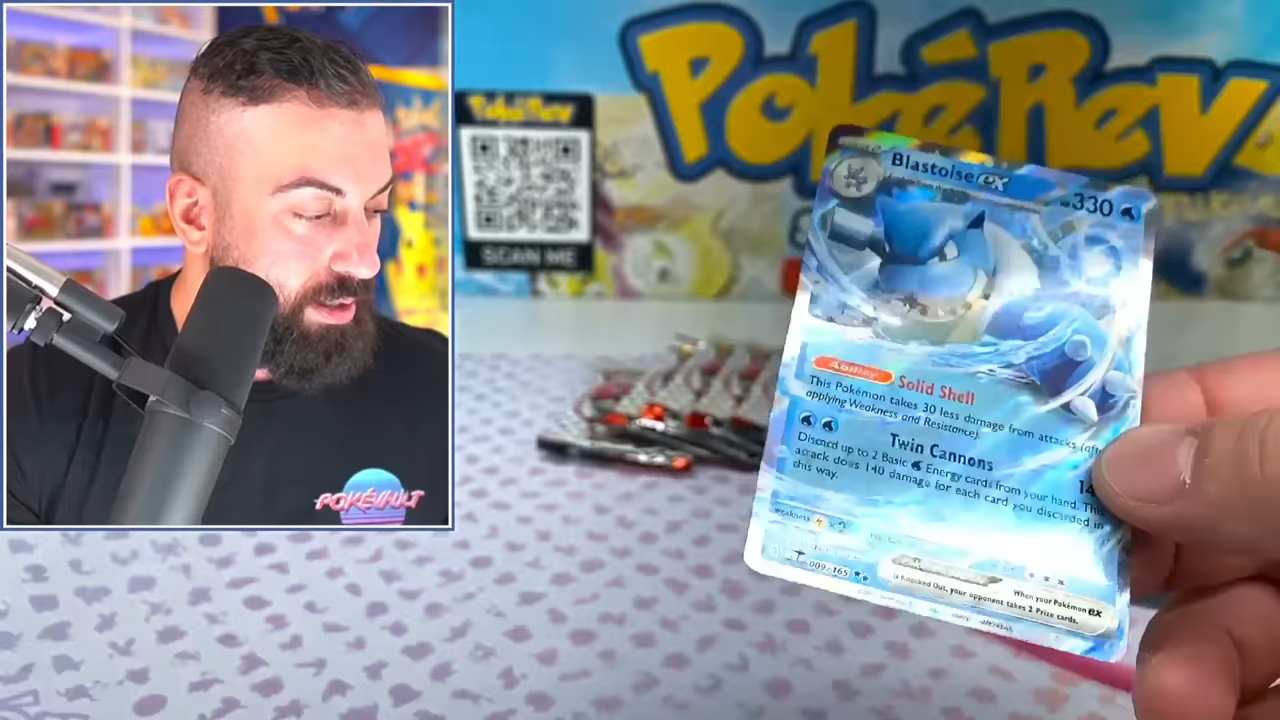 PokéRev
PokéRev
SCAN ME
Blastoise ex
330
Ability Solid Shell
This Pokémon takes 30 less damage from attacks
applying Weakness and Resistance).
Twin Cannons
Discard up to 2 Basic Energy cards from your hand. This
attack does 140 damage for each card you discarded in
this way.
weakness
009/165
When your Pokémon ex
is Knocked Out, your opponent takes 2 Prize cards.
POKÉVAULT